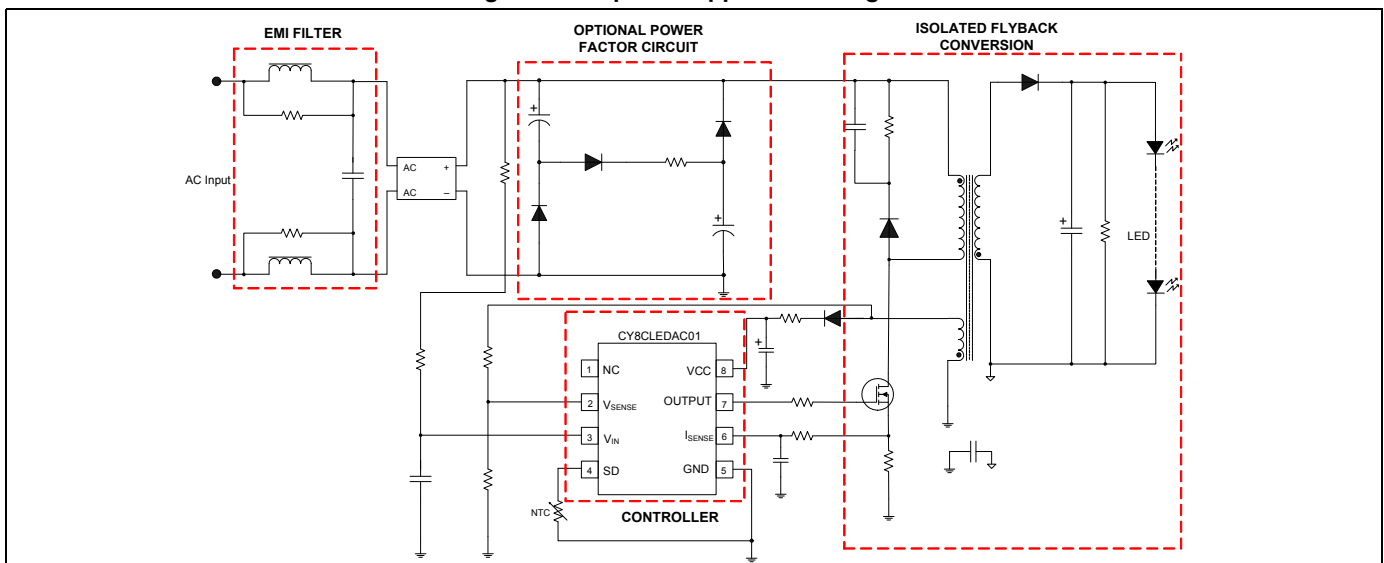 EMI FILTER
OPTIONAL POWER
FACTOR CIRCUIT
ISOLATED FLYBACK
CONVERSION
+
+
AC Input
AC +
AC –
+
LED
CY8CLEDAC01
+
1 NC
VCC 8
2 VSENSE
OUTPUT 7
3 VIN
ISENSE 6
4 SD
GND 5
NTC
CONTROLLER